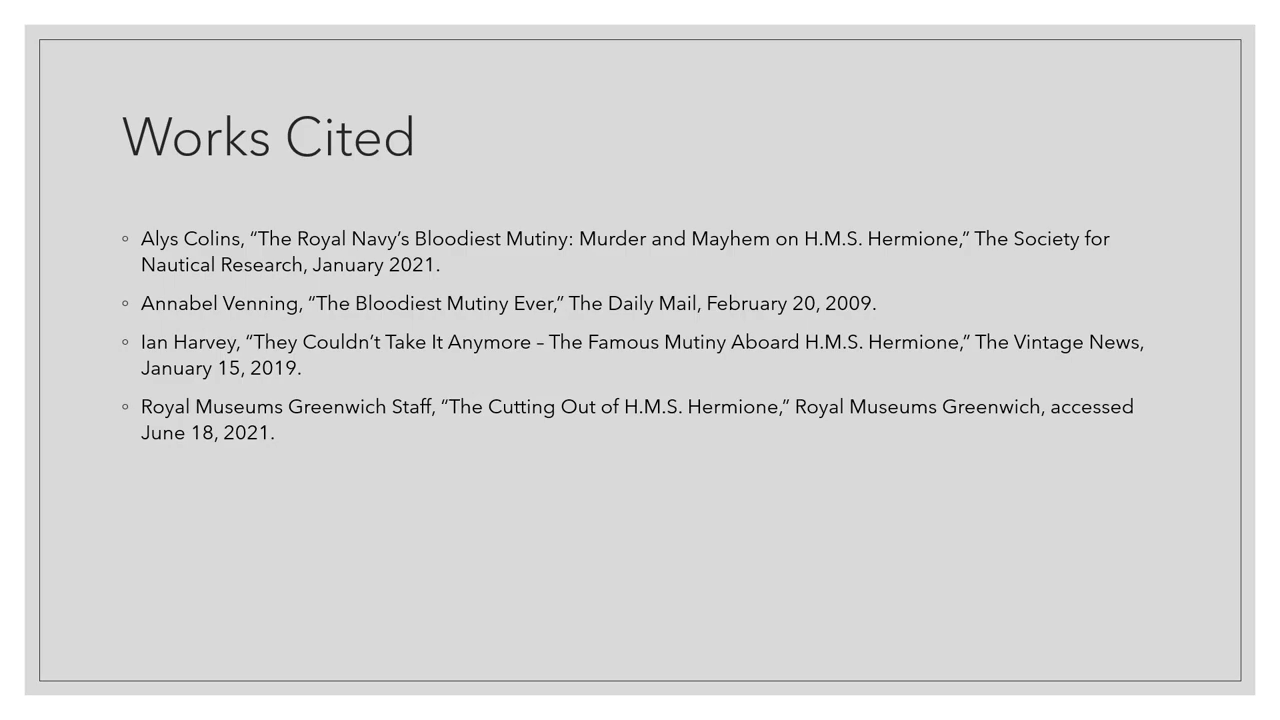 Works Cited
◦ Alys Colins, “The Royal Navy’s Bloodiest Mutiny: Murder and Mayhem on H.M.S. Hermione,” The Society for
Nautical Research, January 2021.
◦ Annabel Venning, “The Bloodiest Mutiny Ever,” The Daily Mail, February 20, 2009.
◦ Ian Harvey, “They Couldn’t Take It Anymore – The Famous Mutiny Aboard H.M.S. Hermione,” The Vintage News,
January 15, 2019.
◦ Royal Museums Greenwich Staff, “The Cutting Out of H.M.S. Hermione,” Royal Museums Greenwich, accessed
June 18, 2021.